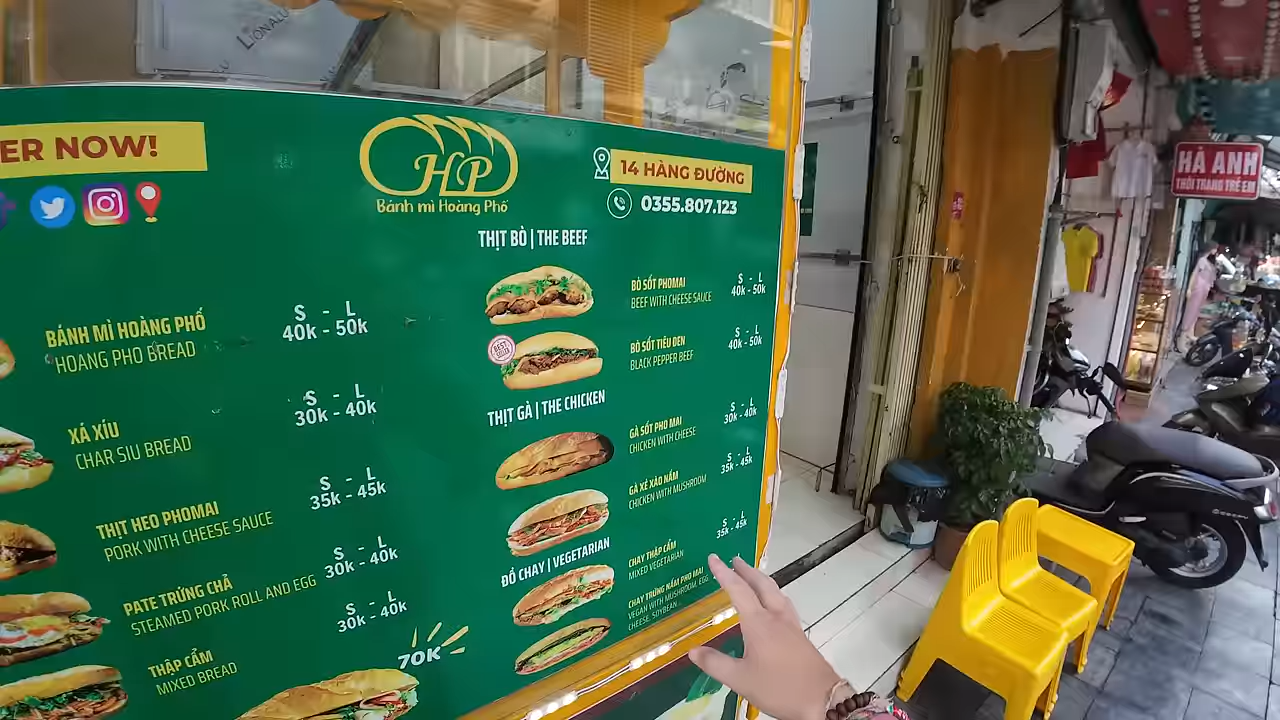 LIONALU
ER NOW!
HP
Bánh mì Hoàng Phố
14 HÀNG ĐƯỜNG
0355.807.123
BÁNH MÌ HOÀNG PHỐ
HOANG PHO BREAD
S - L
40k - 50k
XÁ XÍU
CHAR SIU BREAD
S - L
30k - 40k
THỊT HEO PHOMAI
PORK WITH CHEESE SAUCE
S - L
35k - 45k
PATE TRỨNG CHẢ
STEAMED PORK ROLL AND EGG
S - L
30k - 40k
THẬP CẨM
MIXED BREAD
S - L
30k - 40k
70K
THỊT BÒ | THE BEEF
BÒ SỐT PHOMAI
BEEF WITH CHEESE SAUCE
S - L
40k - 50k
BEST SELLER
BÒ SỐT TIÊU ĐEN
BLACK PEPPER BEEF
S - L
40k - 50k
THỊT GÀ | THE CHICKEN
GÀ SỐT PHO MAI
CHICKEN WITH CHEESE
S - L
30k - 40k
GÀ XÉ XÀO NẤM
CHICKEN WITH MUSHROOM
S - L
35k - 45k
ĐỒ CHAY | VEGETARIAN
CHAY THẬP CẨM
MIXED VEGETARIAN
S - L
35k - 45k
CHAY TRỨNG NẤM PHO MAI
VEGAN WITH MUSHROOM, EGG
CHEESE, SOYBEAN
HÀ ANH
THỜI TRANG TRẺ EM